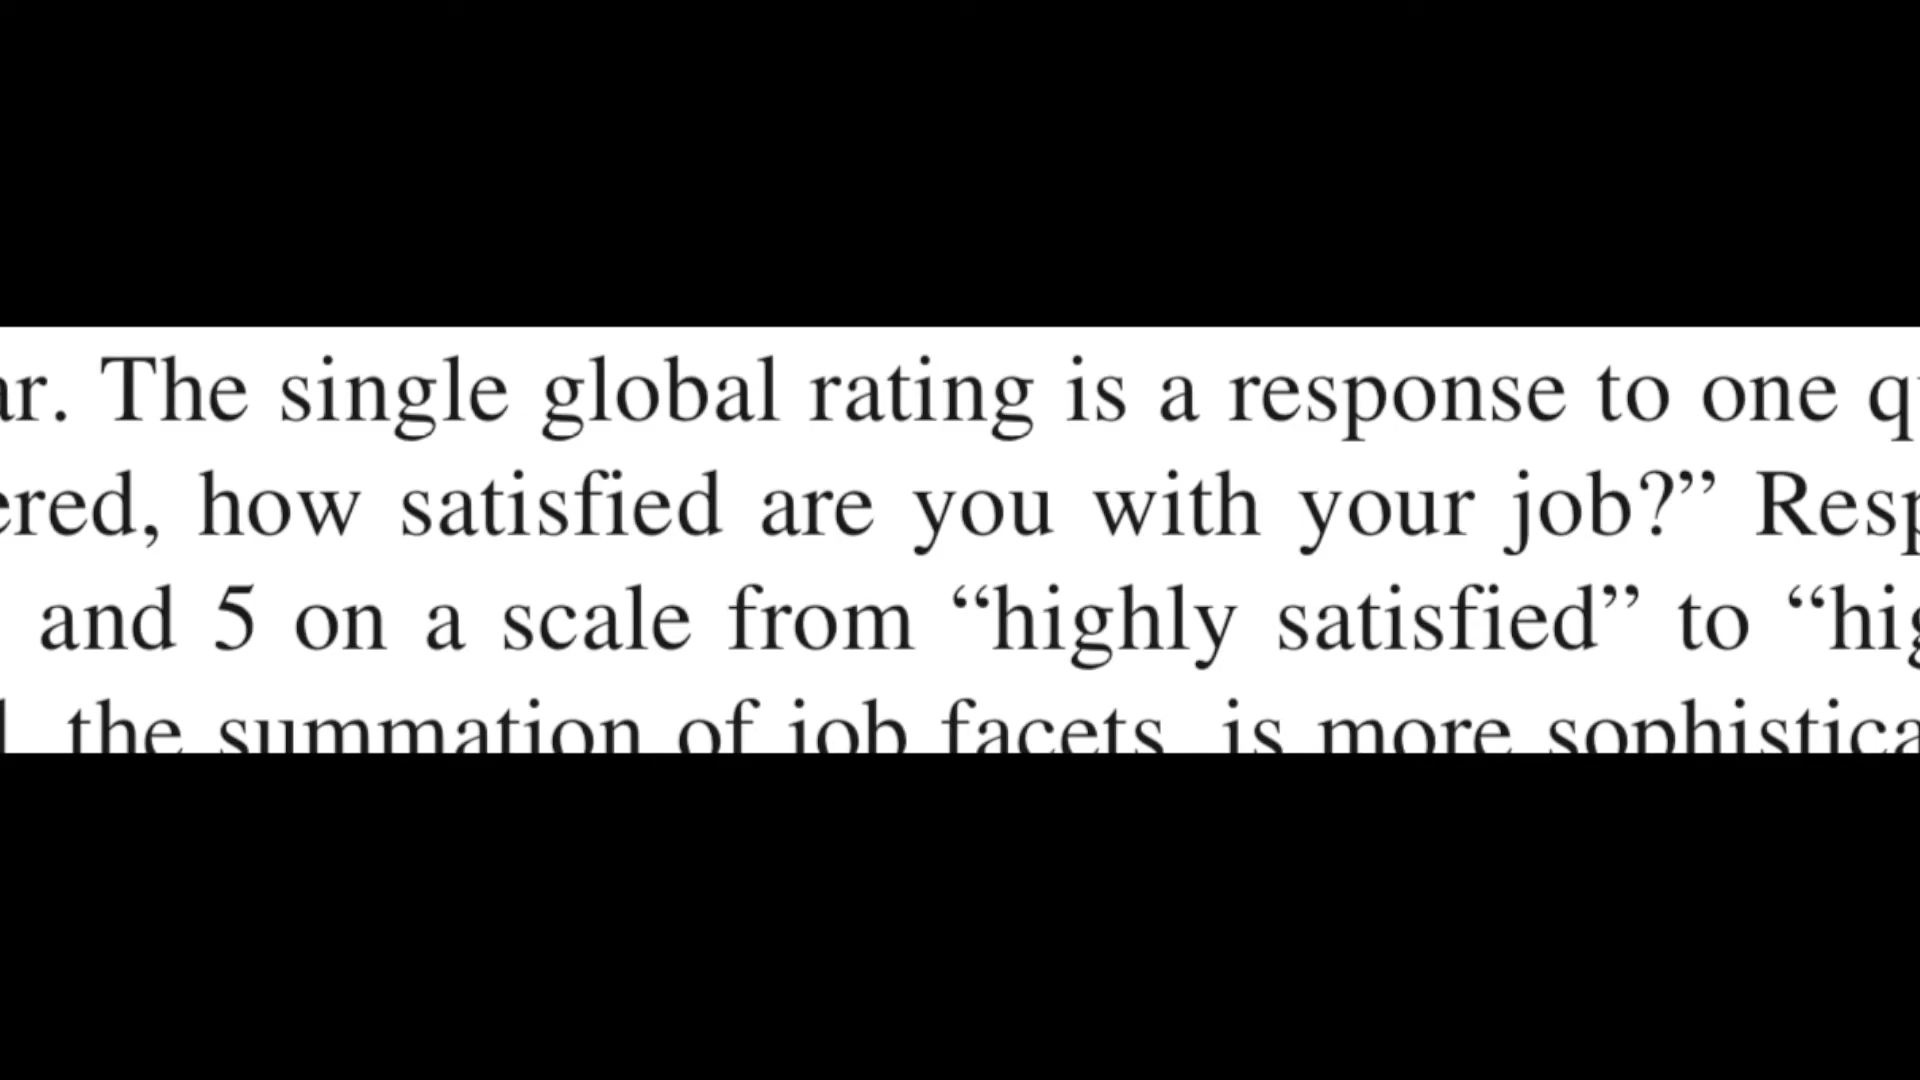 ar. The single global rating is a response to one q
ered, how satisfied are you with your job?” Resp
and 5 on a scale from “highly satisfied” to “hig
the summation of job facets, is more sophistica